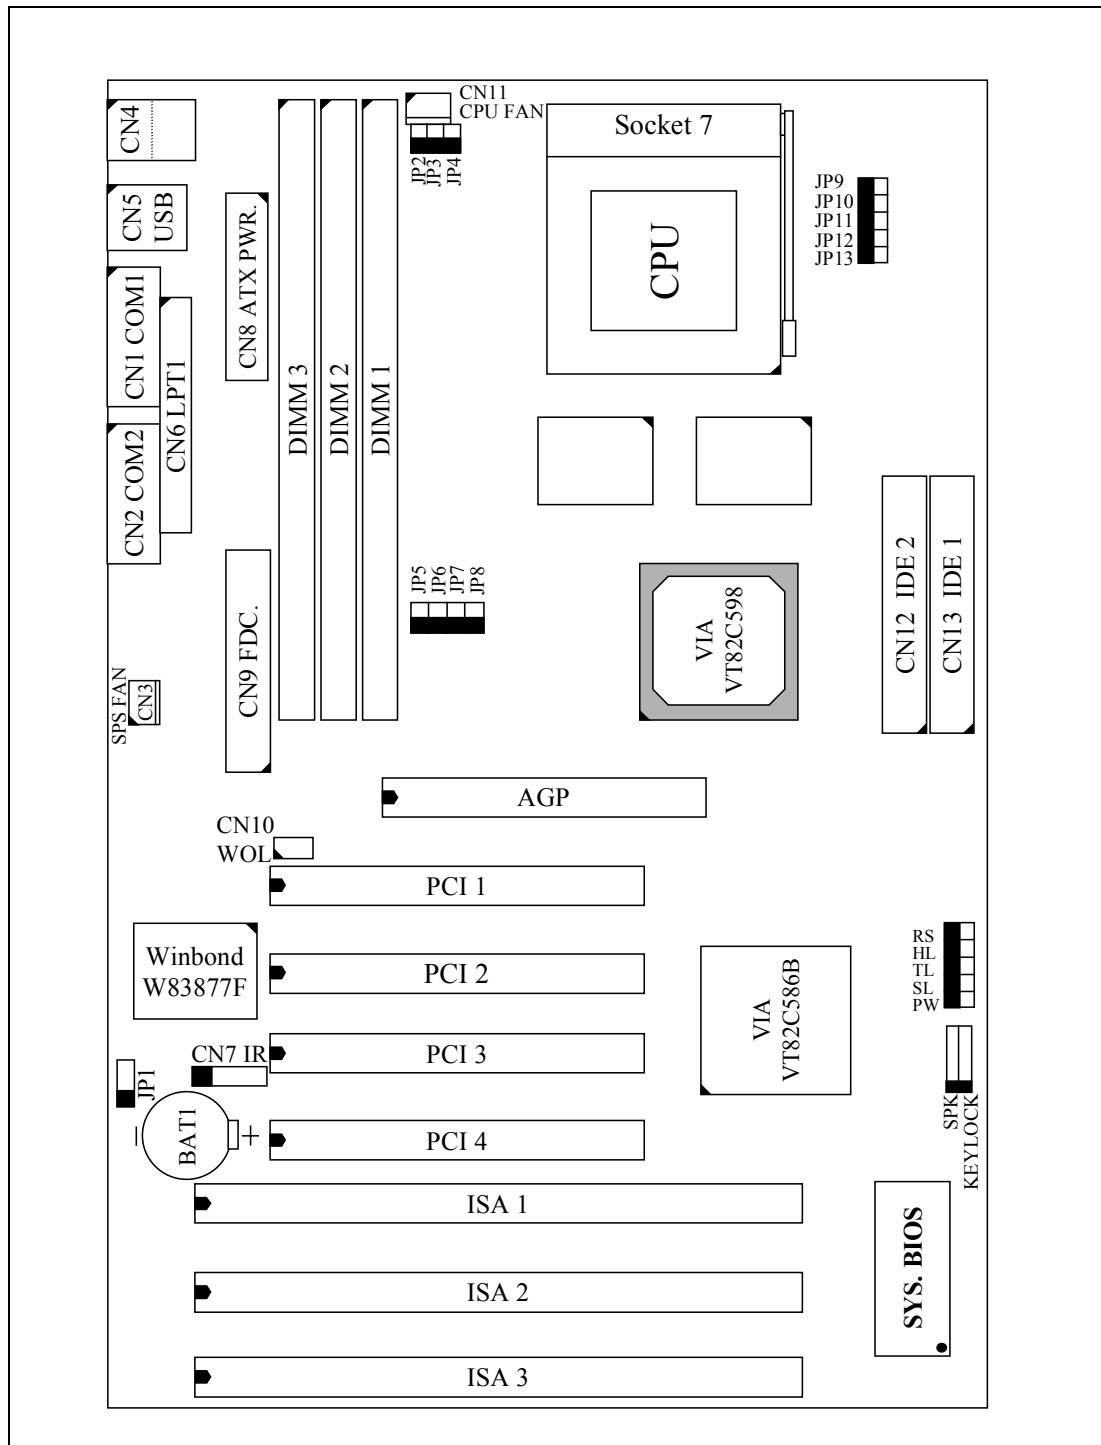 CN11
CPU FAN
CN4
Socket 7
JP2
JP3
JP4
JP9
JP10
JP11
JP12
JP13
CN5
USB
CN8 ATX PWR.
CPU
CN1 COM1
CN6 LPT1
CN2 COM2
DIMM 3
DIMM 2
DIMM 1
JP5
JP6
JP7
JP8
CN9 FDC.
VIA
VT82C598
CN12 IDE 2
CN13 IDE 1
SPS FAN
CN3
AGP
CN10
WOL
PCI 1
Winbond
W83877F
PCI 2
VIA
VT82C586B
RS
HL
TL
SL
PW
CN7 IR
PCI 3
JP1
SPK
KEYLOCK
−
BAT1
+
PCI 4
ISA 1
SYS. BIOS
ISA 2
ISA 3